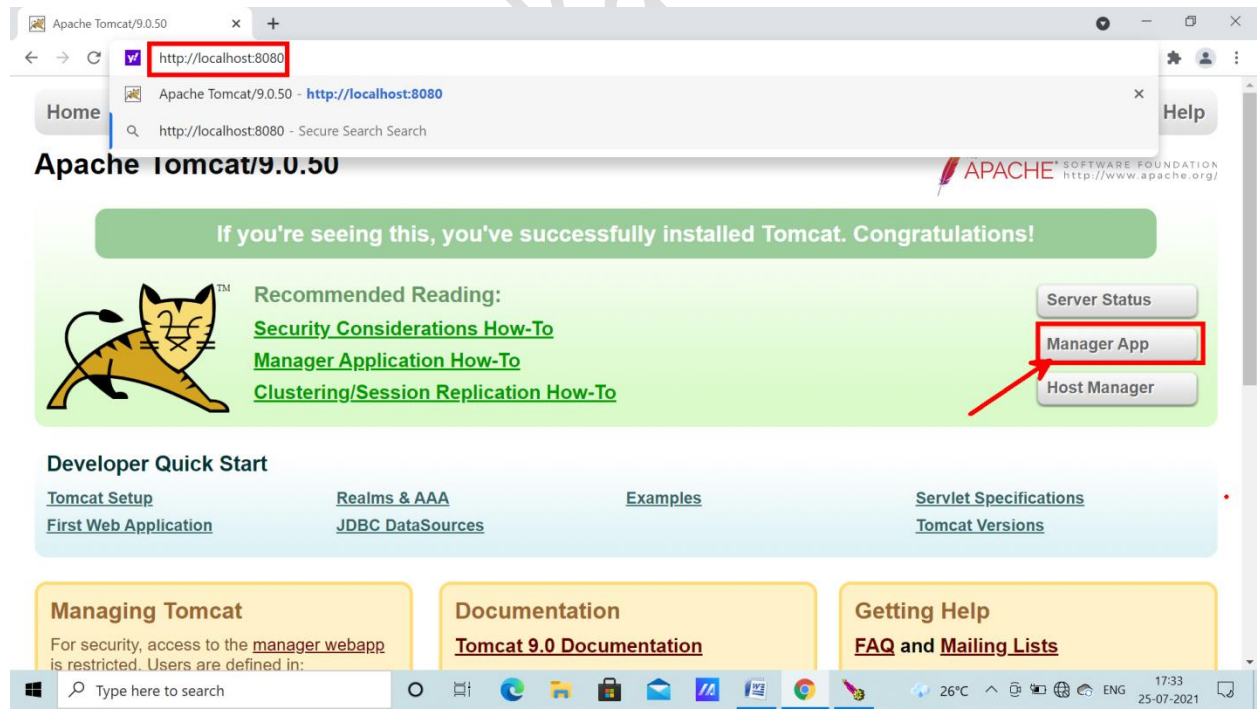 Apache Tomcat/9.0.50
http://localhost:8080
Apache Tomcat/9.0.50 - http://localhost:8080
http://localhost:8080 - Secure Search Search
Home
Help
Apache Tomcat/9.0.50
APACHE SOFTWARE FOUNDATION
http://www.apache.org/
If you're seeing this, you've successfully installed Tomcat. Congratulations!
TM
Recommended Reading:
Security Considerations How-To
Manager Application How-To
Clustering/Session Replication How-To
Server Status
Manager App
Host Manager
Developer Quick Start
Tomcat Setup
First Web Application
Realms & AAA
JDBC DataSources
Examples
Servlet Specifications
Tomcat Versions
Managing Tomcat
For security, access to the manager webapp
is restricted. Users are defined in:
Documentation
Tomcat 9.0 Documentation
Getting Help
FAQ and Mailing Lists
Type here to search
26°C
ENG
17:33
25-07-2021